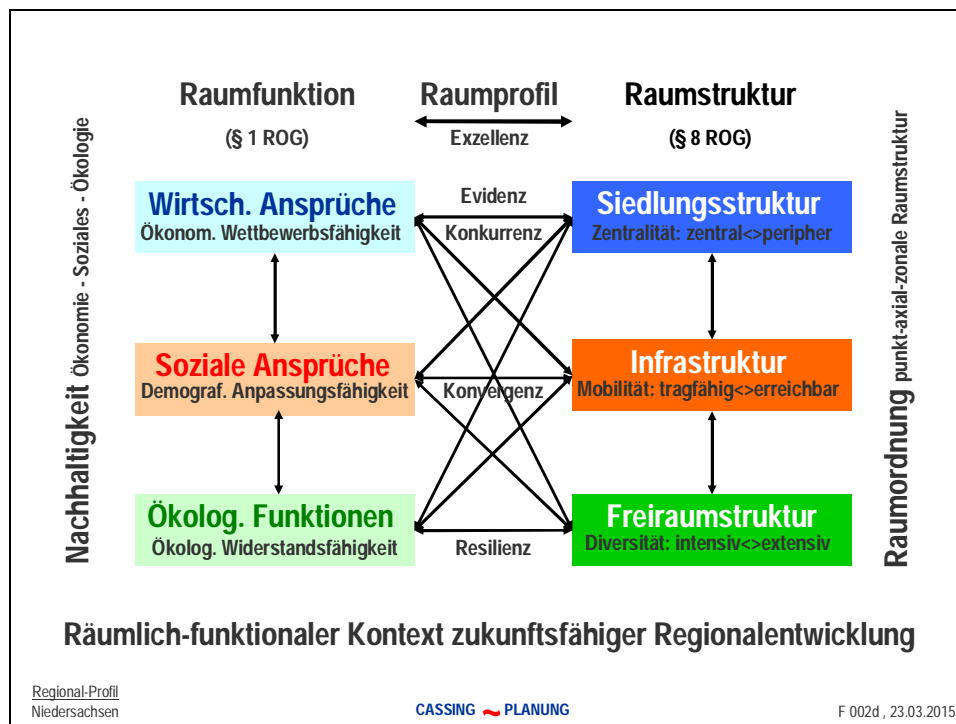 Raumfunktion
(§ 1 ROG)
Raumprofil
Exzellenz
Raumstruktur
(§ 8 ROG)
Nachhaltigkeit Ökonomie - Soziales - Ökologie
Wirtsch. Ansprüche
Ökonom. Wettbewerbsfähigkeit
Evidenz
Konkurrenz
Siedlungsstruktur
Zentralität: zentral<>peripher
Soziale Ansprüche
Demograf. Anpassungsfähigkeit
Konvergenz
Infrastruktur
Mobilität: tragfähig<>erreichbar
Ökolog. Funktionen
Ökolog. Widerstandsfähigkeit
Resilienz
Freiraumstruktur
Diversität: intensiv<>extensiv
Raumordnung punkt-axial-zonale Raumstruktur
Räumlich-funktionaler Kontext zukunftsfähiger Regionalentwicklung
Regional-Profil
Niedersachsen
CASSING ~ PLANUNG
F 002d , 23.03.2015